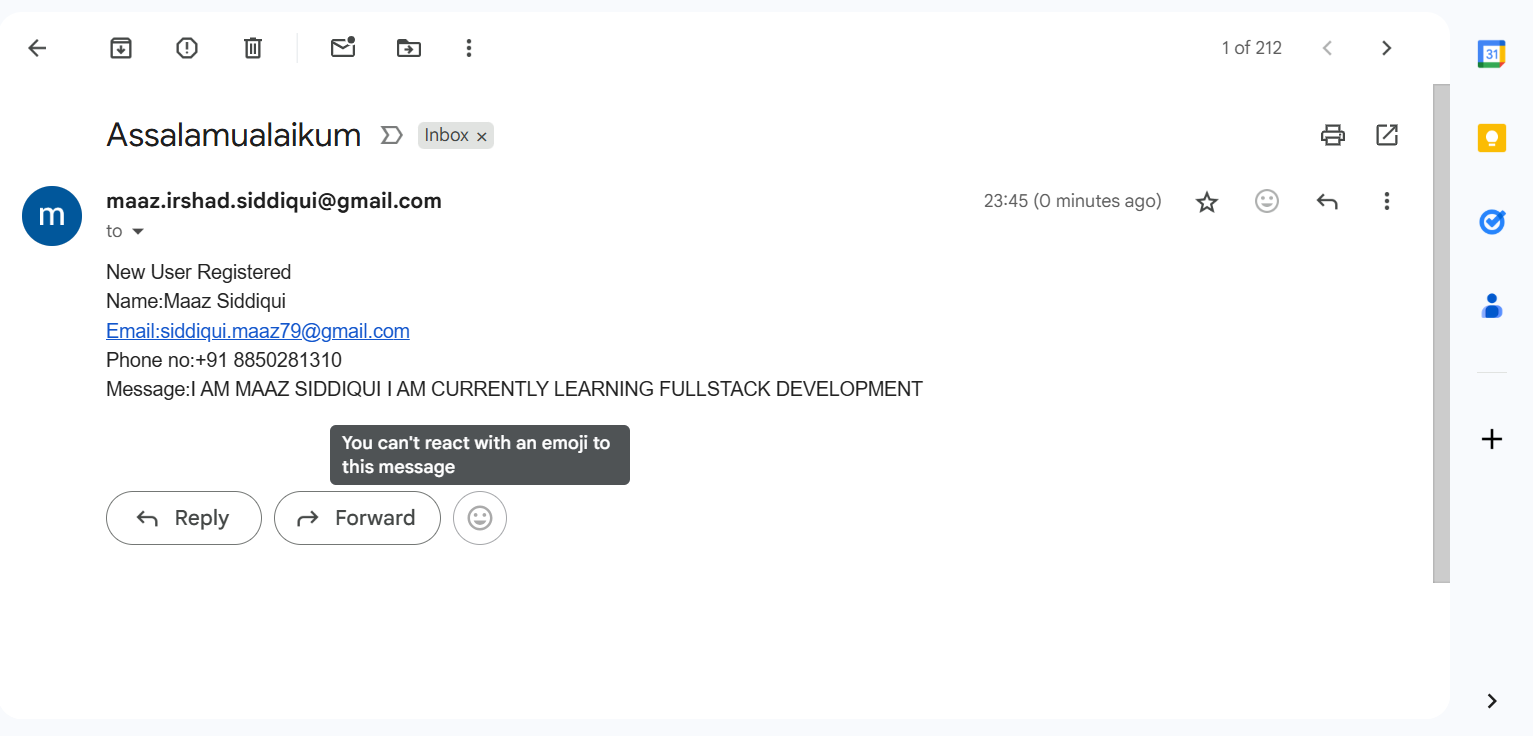 1 of 212
31
Assalamualaikum
Inbox ×
m
maaz.irshad.siddiqui@gmail.com
23:45 (0 minutes ago)
to
New User Registered
Name:Maaz Siddiqui
Email:siddiqui.maaz79@gmail.com
Phone no:+91 8850281310
Message:I AM MAAZ SIDDIQUI I AM CURRENTLY LEARNING FULLSTACK DEVELOPMENT
You can't react with an emoji to
this message
Reply
Forward